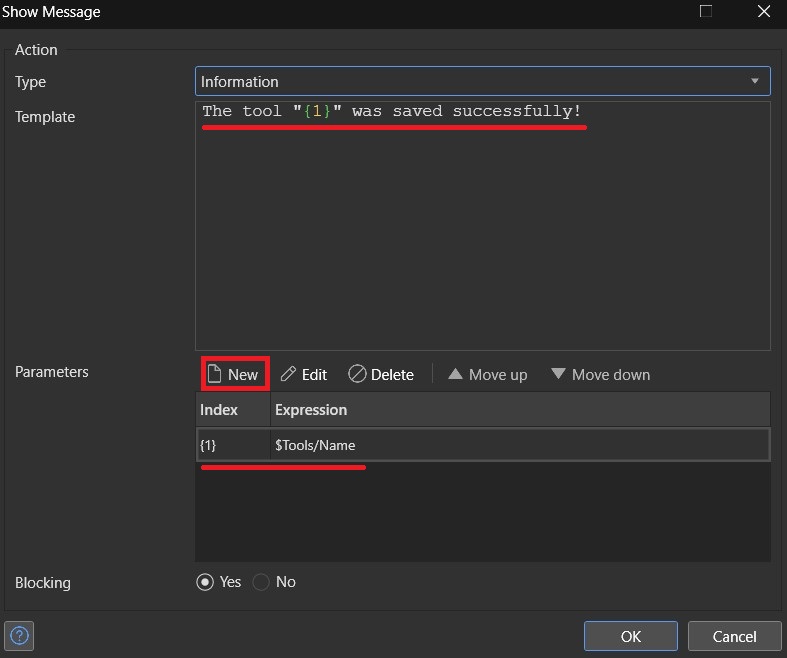 Show Message
Action
Type
Information
Template
The tool "{1}" was saved successfully!
Parameters
New Edit Delete Move up Move down
Index Expression
{1} $Tools/Name
Blocking
Yes No
? OK Cancel